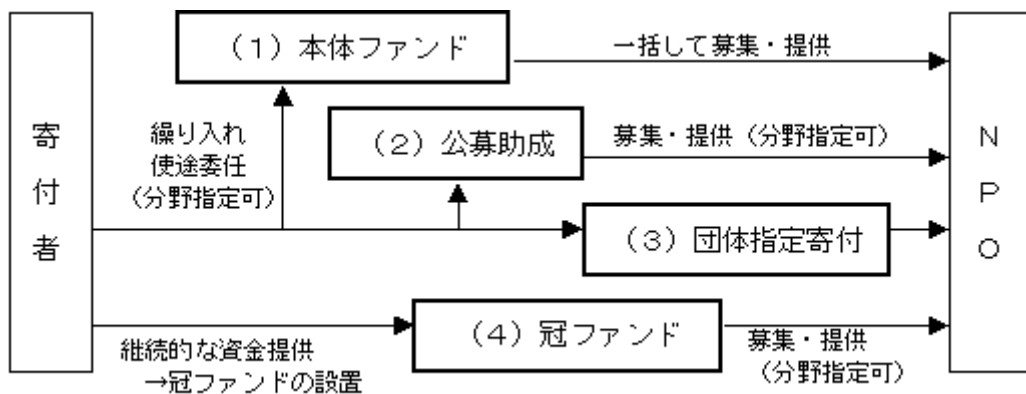 寄付者
（1）本体ファンド
一括して募集・提供
繰り入れ
使途委任
（分野指定可）
（2）公募助成
募集・提供（分野指定可）
（3）団体指定寄付
（4）冠ファンド
継続的な資金提供
→冠ファンドの設置
募集・提供
（分野指定可）
ＮＰＯ